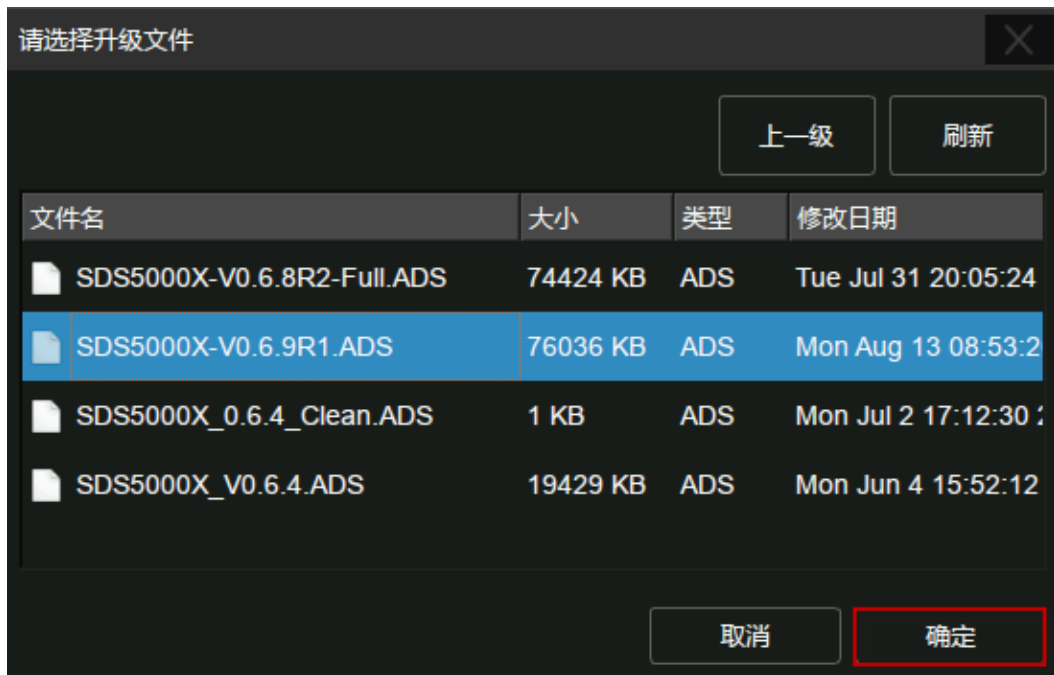 请选择升级文件
上一级 刷新
文件名 大小 类型 修改日期
SDS5000X-V0.6.8R2-Full.ADS 74424 KB ADS Tue Jul 31 20:05:24
SDS5000X-V0.6.9R1.ADS 76036 KB ADS Mon Aug 13 08:53:2
SDS5000X_0.6.4_Clean.ADS 1 KB ADS Mon Jul 2 17:12:30
SDS5000X_V0.6.4.ADS 19429 KB ADS Mon Jun 4 15:52:12
取消 确定